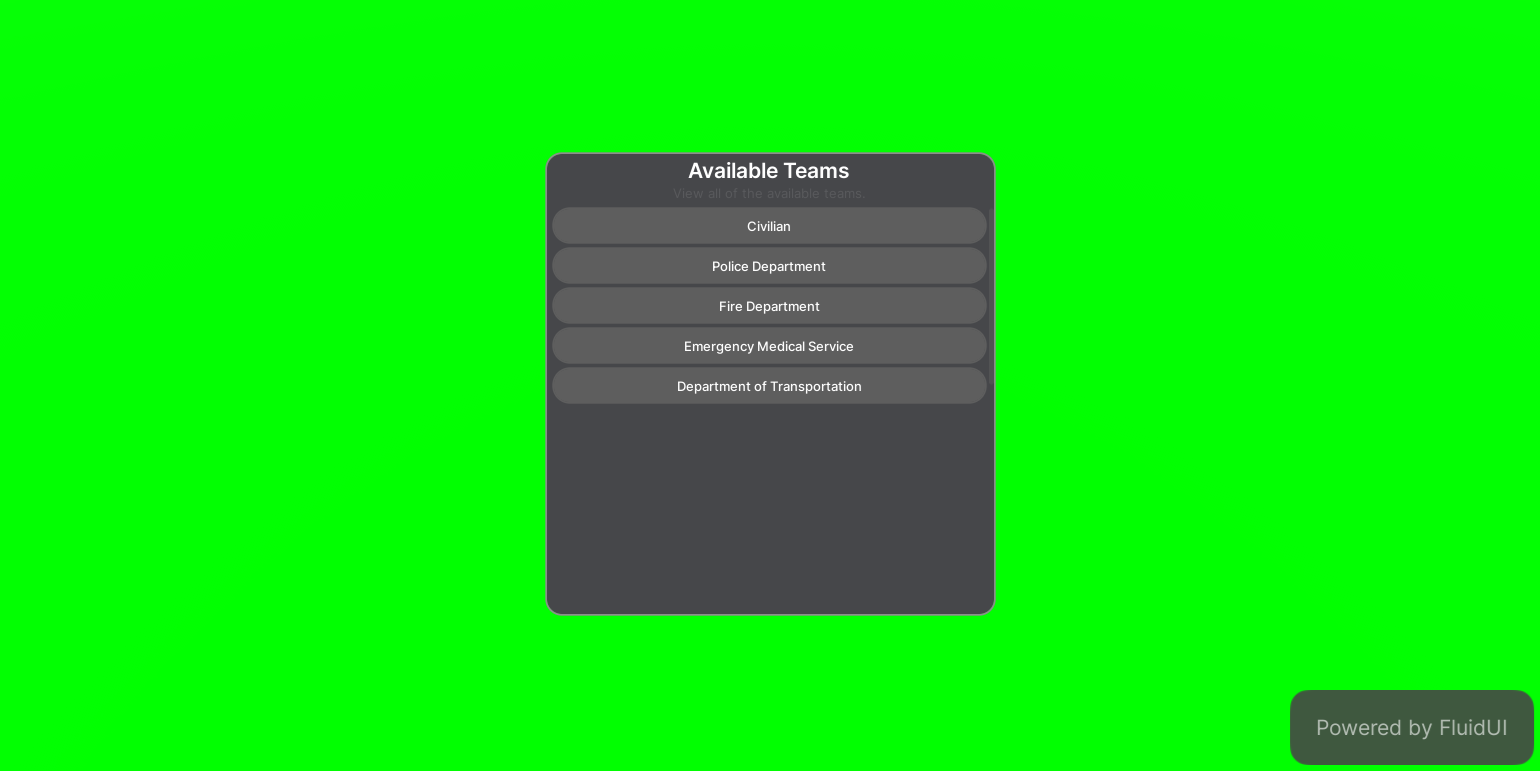 Available Teams
View all of the available teams.
Civilian
Police Department
Fire Department
Emergency Medical Service
Department of Transportation
Powered by FluidUI